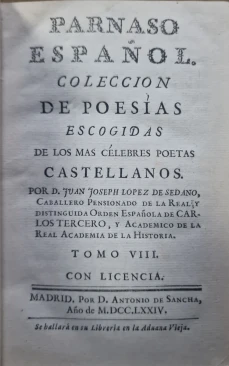 PARNASO
ESPAÑOL.
COLECCION
DE POESÍAS
ESCOGIDAS
DE LOS MAS CÉLEBRES POETAS
CASTELLANOS.
POR D. JUAN JOSEPH LOPEZ DE SEDANO,
CABALLERO PENSIONADO DE LA REAL, Y
DISTINGUIDA ORDEN ESPAÑOLA DE CAR-
LOS TERCERO, Y ACADEMICO DE LA
REAL ACADEMIA DE LA HISTORIA.
TOMO VIII.
CON LICENCIA.
MADRID. POR D. ANTONIO DE SANCHA,
Año de M.DCC.LXXIV.
Se hallará en su Librería en la Aduana Vieja.